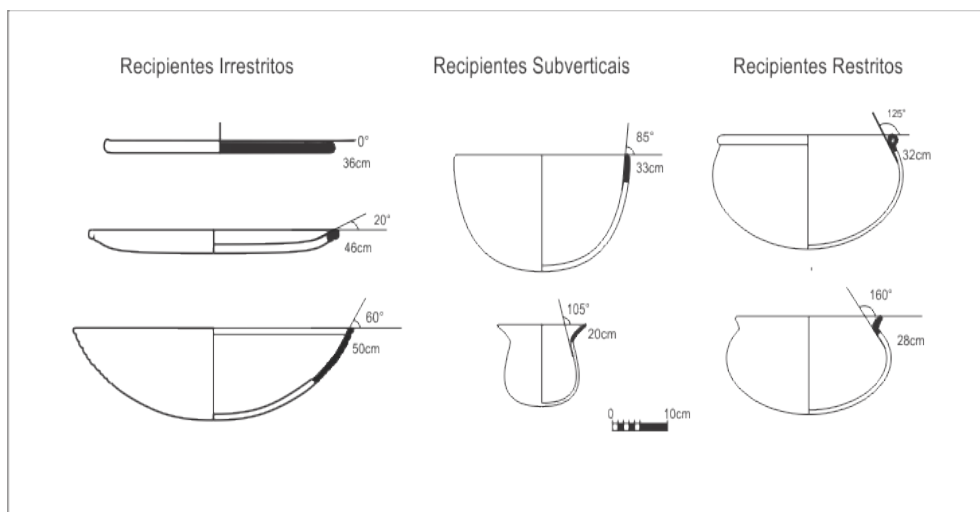 Recipientes Irrestritos
0°
36cm
20°
46cm
60°
50cm
Recipientes Subverticais
85°
33cm
105°
20cm
0 10cm
Recipientes Restritos
125°
32cm
160°
28cm